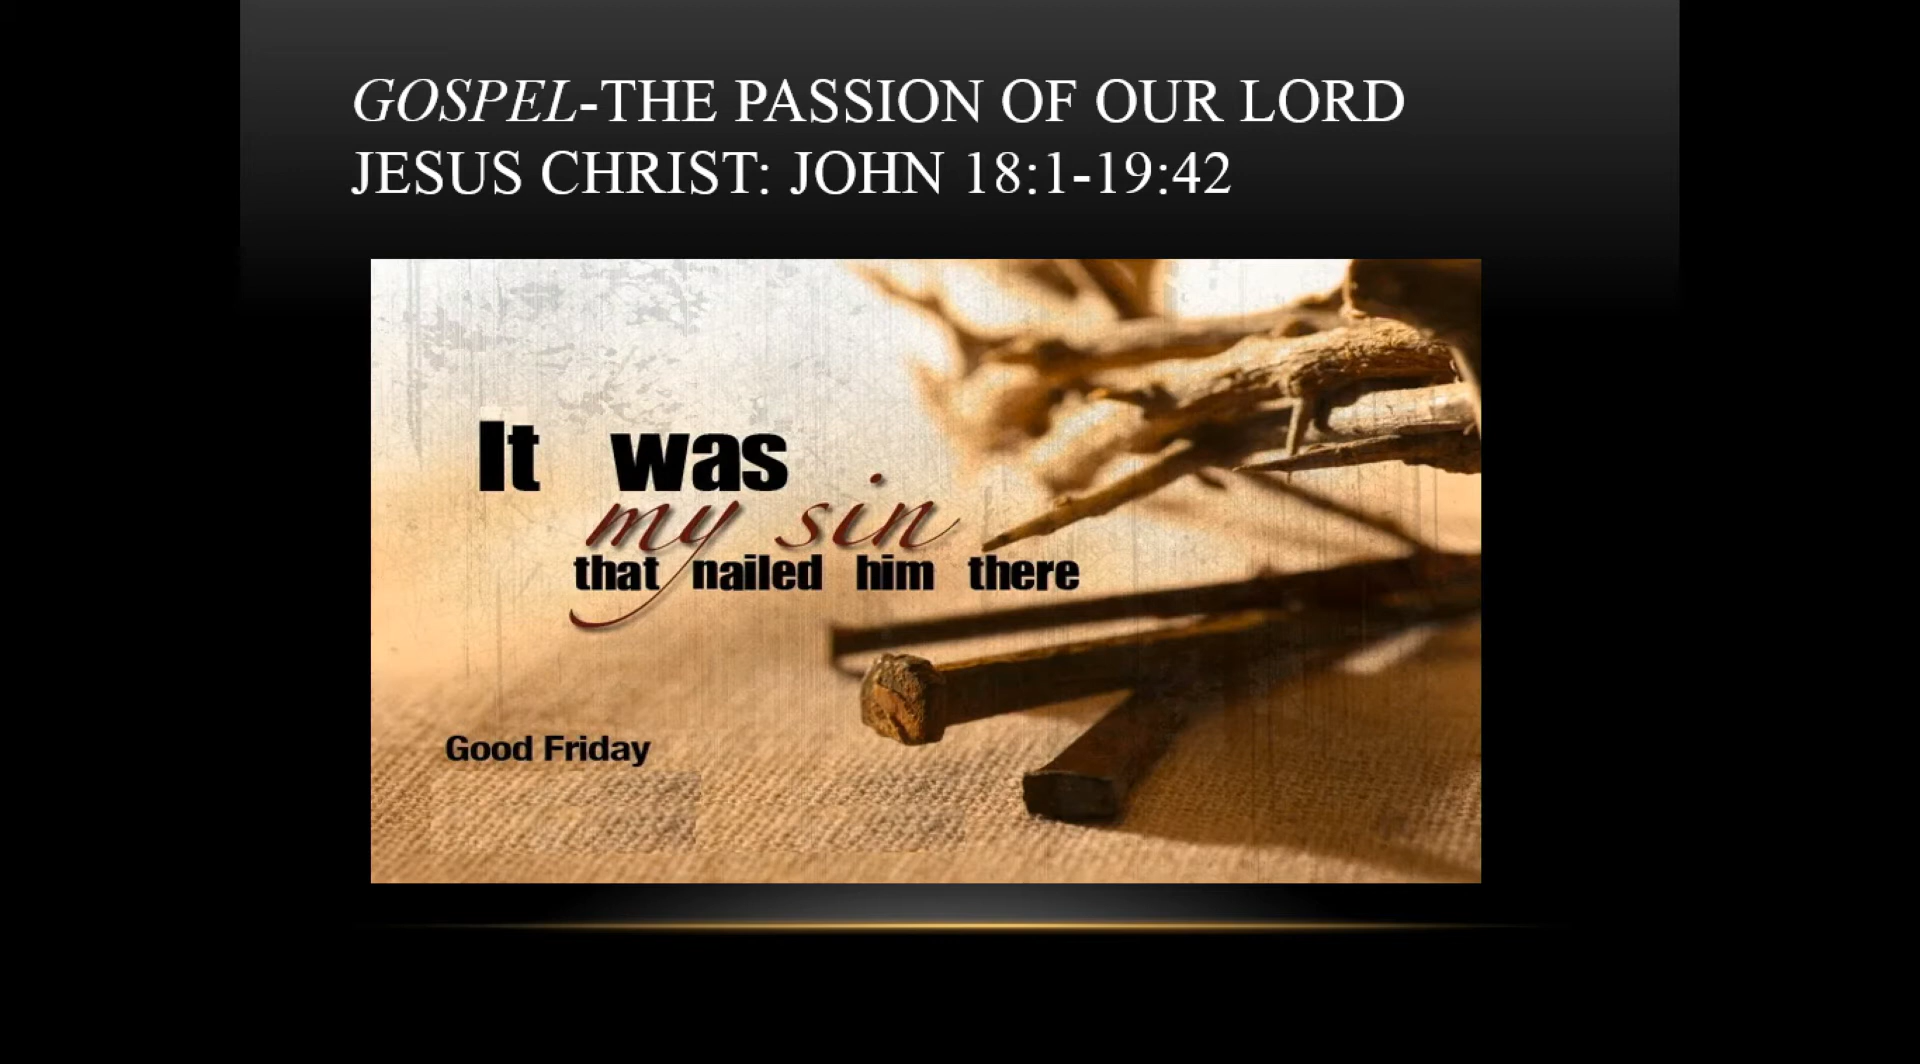 GOSPEL-THE PASSION OF OUR LORD
JESUS CHRIST: JOHN 18:1-19:42
It was
my sin
that nailed him there
Good Friday